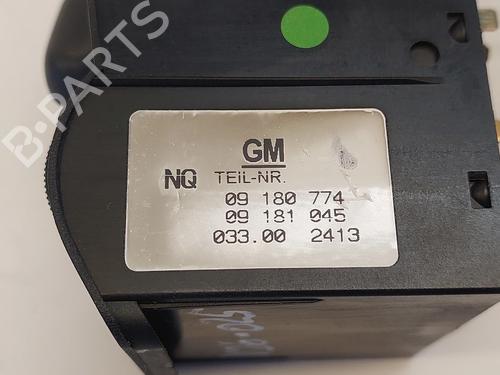 B-PARTS
GM
NQ TEIL-NR.
09 180 774
09 181 045
033.00 2413